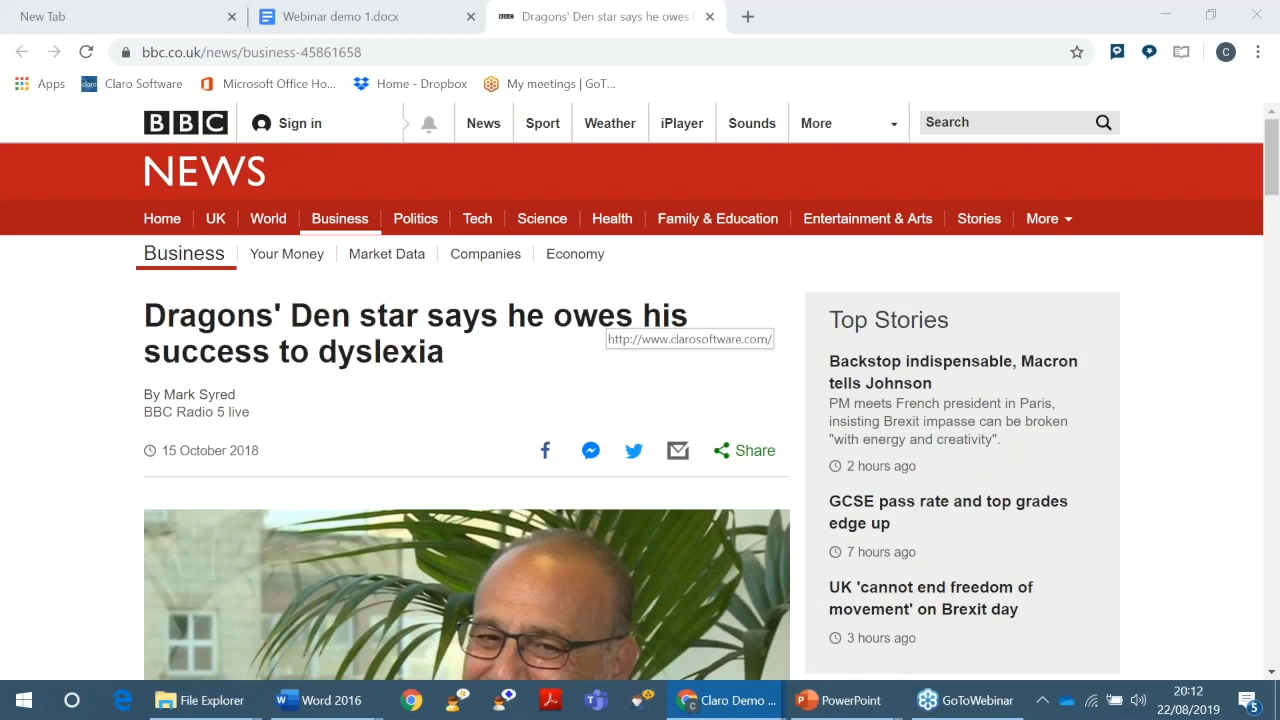 New Tab
Webinar demo 1.docx
BBC
Dragons' Den star says he owes
bbc.co.uk/news/business-45861658
C
Apps
claro
Claro Software
Microsoft Office Ho...
Home - Dropbox
My meetings | GoT...
BBC
Sign in
News
Sport
Weather
iPlayer
Sounds
More
Search
NEWS
Home
UK
World
Business
Politics
Tech
Science
Health
Family & Education
Entertainment & Arts
Stories
More
Business
Your Money
Market Data
Companies
Economy
Dragons' Den star says he owes his
success to dyslexia
http://www.clarosoftware.com/
By Mark Syred
BBC Radio 5 live
15 October 2018
Share
Top Stories
Backstop indispensable, Macron
tells Johnson
PM meets French president in Paris,
insisting Brexit impasse can be broken
"with energy and creativity".
2 hours ago
GCSE pass rate and top grades
edge up
7 hours ago
UK 'cannot end freedom of
movement' on Brexit day
3 hours ago
File Explorer
Word 2016
Claro Demo ...
PowerPoint
GoToWebinar
20:12
22/08/2019
5